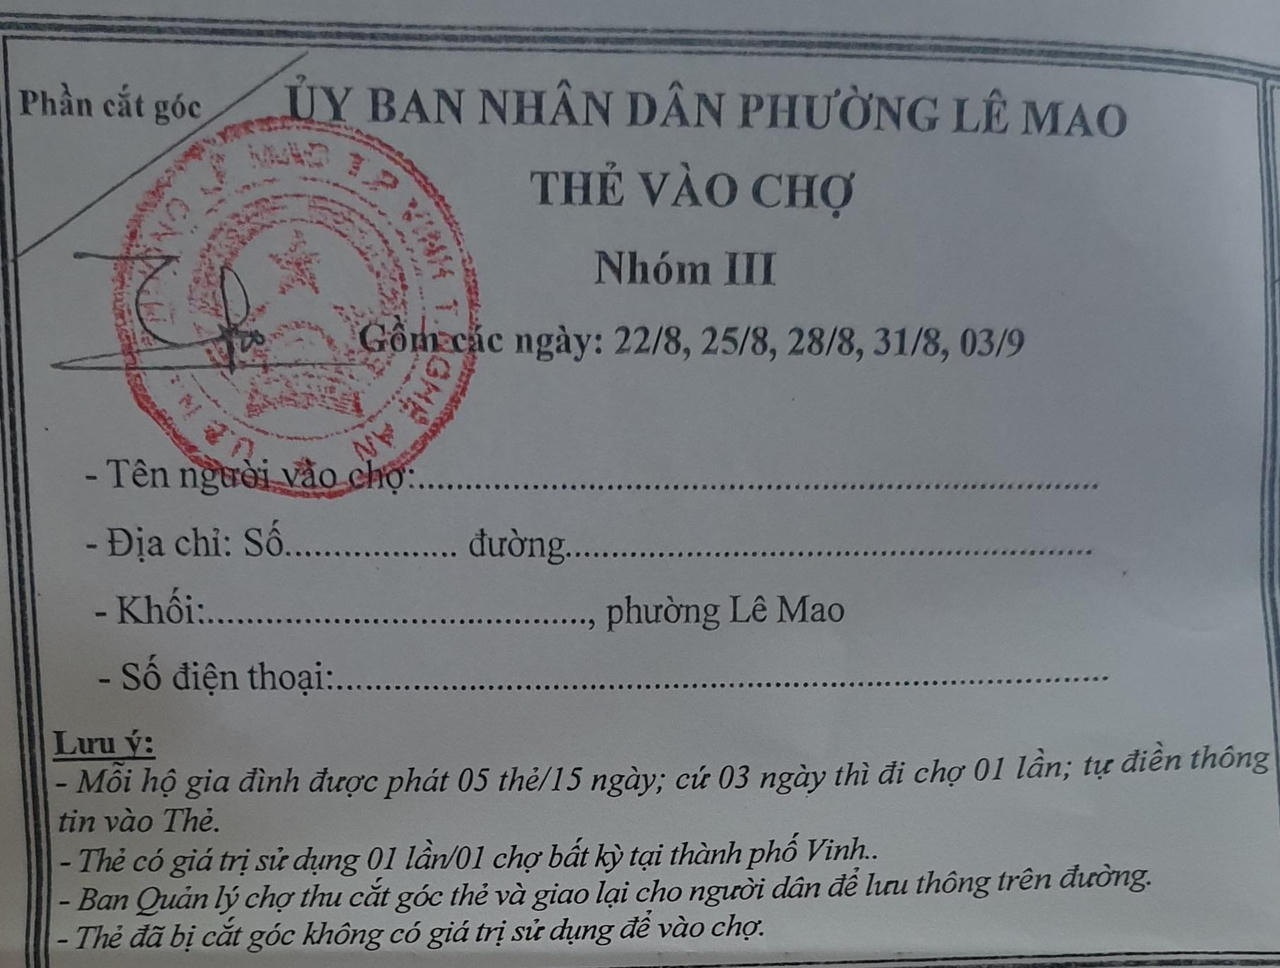 Phần cắt góc
ỦY BAN NHÂN DÂN PHƯỜNG LÊ MAO
THẺ VÀO CHỢ
Nhóm III
Gồm các ngày: 22/8, 25/8, 28/8, 31/8, 03/9
- Tên người vào chợ:..............................................................................
- Địa chỉ: Số.................. đường.......................................................
- Khối:......................................., phường Lê Mao
- Số điện thoại:...................................................................................
Lưu ý:
- Mỗi hộ gia đình được phát 05 thẻ/15 ngày; cứ 03 ngày thì đi chợ 01 lần; tự điền thông
tin vào Thẻ.
- Thẻ có giá trị sử dụng 01 lần/01 chợ bất kỳ tại thành phố Vinh..
- Ban Quản lý chợ thu cắt góc thẻ và giao lại cho người dân để lưu thông trên đường.
- Thẻ đã bị cắt góc không có giá trị sử dụng để vào chợ.